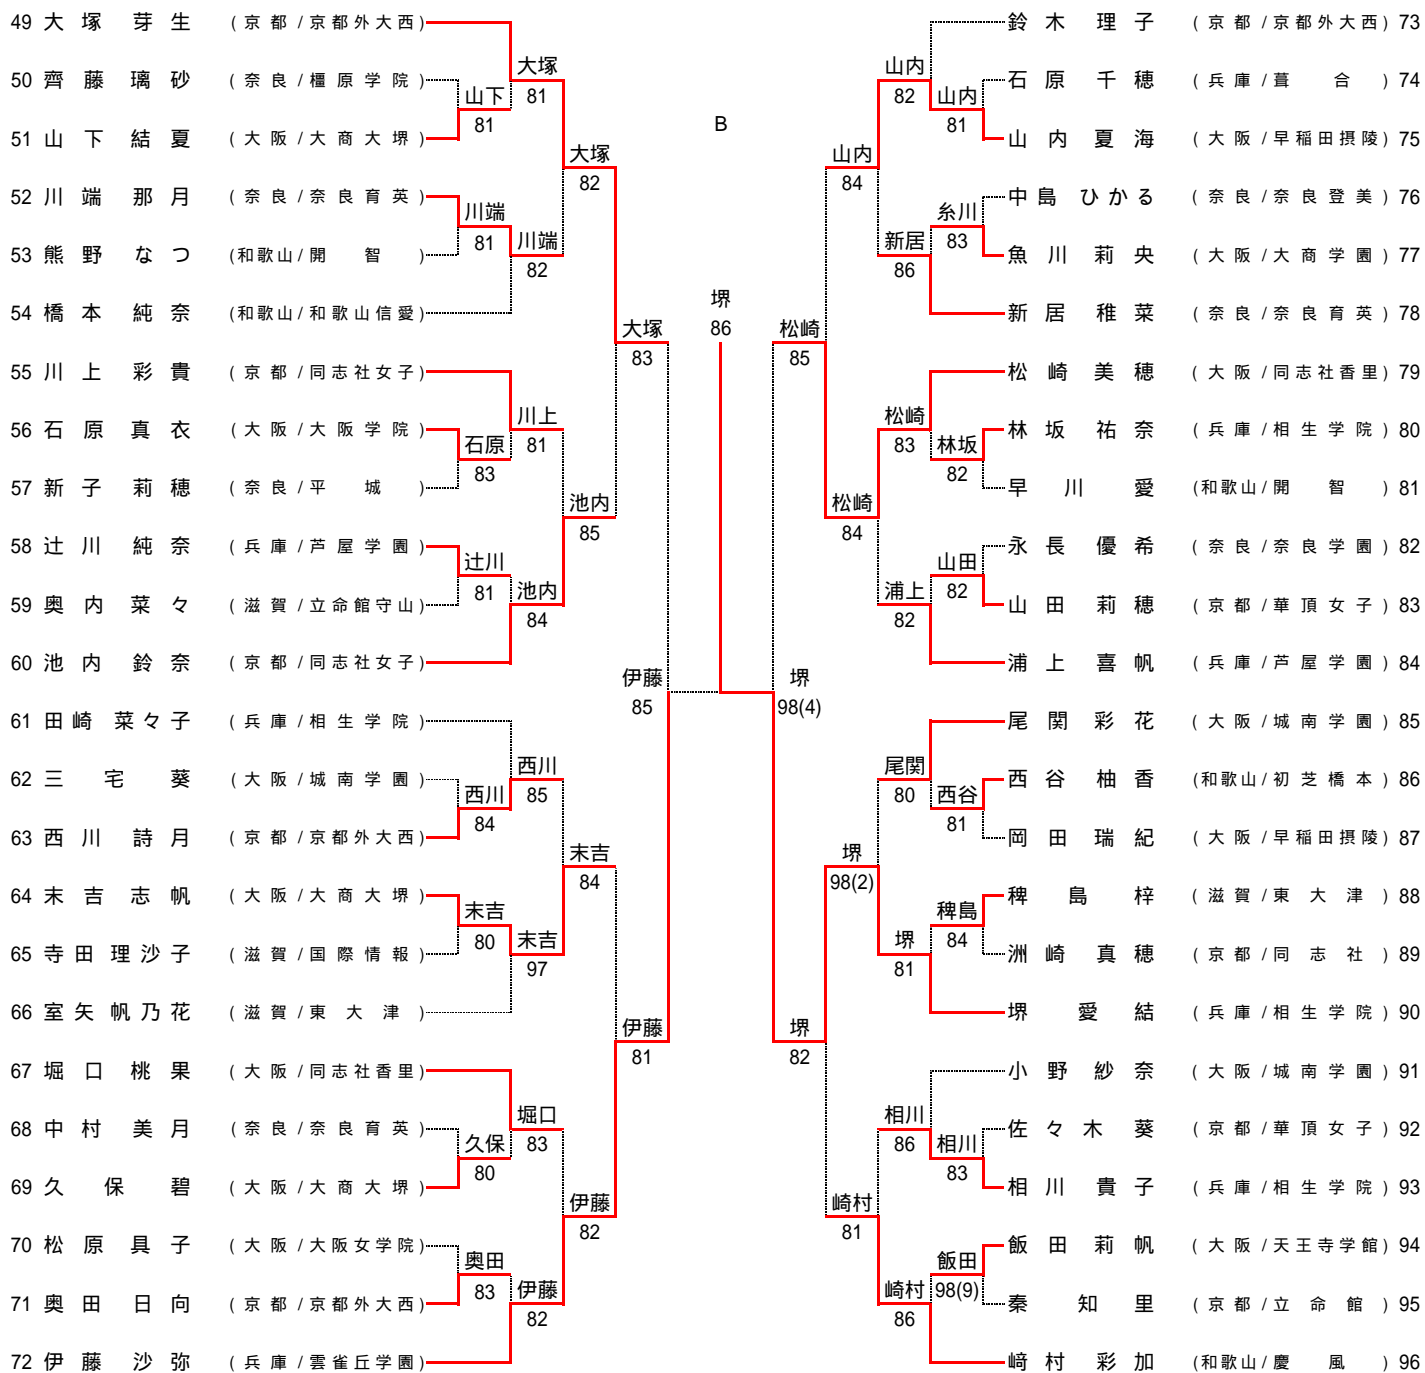 49 大塚 芽生 (京都/京都外大西)
50 齊藤 璃砂 (奈良/橿原学院)
51 山下 結夏 (大阪/大商大堺)
52 川端 那月 (奈良/奈良育英)
53 熊野 なつ (和歌山/開智)
54 橋本 純奈 (和歌山/和歌山信愛)
55 川上 彩貴 (京都/同志社女子)
56 石原 真衣 (大阪/大阪学院)
57 新子 莉穂 (奈良/平城)
58 辻川 純奈 (兵庫/芦屋学園)
59 奥内 菜々 (滋賀/立命館守山)
60 池内 鈴奈 (京都/同志社女子)
61 田崎 菜々子 (兵庫/相生学院)
62 三宅 葵 (大阪/城南学園)
63 西川 詩月 (京都/京都外大西)
64 末吉 志帆 (大阪/大商大堺)
65 寺田 理沙子 (滋賀/国際情報)
66 室矢 帆乃花 (滋賀/東大津)
67 堀口 桃果 (大阪/同志社香里)
68 中村 美月 (奈良/奈良育英)
69 久保 碧 (大阪/大商大堺)
70 松原 具子 (大阪/大阪女学院)
71 奥田 日向 (京都/京都外大西)
72 伊藤 沙弥 (兵庫/雲雀丘学園)
山下
81
川端
81
石原
83
辻川
81
西川
84
末吉
80
久保
80
奥田
83
大塚
81
川端
82
川上
81
池内
84
西川
85
末吉
97
堀口
83
伊藤
82
大塚
82
池内
85
末吉
84
伊藤
82
大塚
83
伊藤
81
伊藤
85
B
堺
86
堺
98(4)
松崎
85
堺
82
山内
84
松崎
84
堺
98(2)
崎村
81
山内
82
新居
86
松崎
83
浦上
82
尾関
80
堺
81
相川
86
崎村
86
山内
81
糸川
83
林坂
82
山田
82
西谷
81
稗島
84
相川
83
飯田
98(9)
鈴木 理子 (京都/京都外大西) 73
石原 千穂 (兵庫/葺合) 74
山内 夏海 (大阪/早稲田摂陵) 75
中島 ひかる (奈良/奈良登美) 76
魚川 莉央 (大阪/大商学園) 77
新居 稚菜 (奈良/奈良育英) 78
松崎 美穂 (大阪/同志社香里) 79
林坂 祐奈 (兵庫/相生学院) 80
早川 愛 (和歌山/開智) 81
永長 優希 (奈良/奈良学園) 82
山田 莉穂 (京都/華頂女子) 83
浦上 喜帆 (兵庫/芦屋学園) 84
尾関 彩花 (大阪/城南学園) 85
西谷 柚香 (和歌山/初芝橋本) 86
岡田 瑞紀 (大阪/早稲田摂陵) 87
稗島 梓 (滋賀/東大津) 88
洲崎 真穂 (京都/同志社) 89
堺 愛結 (兵庫/相生学院) 90
小野 紗奈 (大阪/城南学園) 91
佐々木 葵 (京都/華頂女子) 92
相川 貴子 (兵庫/相生学院) 93
飯田 莉帆 (大阪/天王寺学館) 94
秦 知里 (京都/立命館) 95
﨑村 彩加 (和歌山/慶風) 96